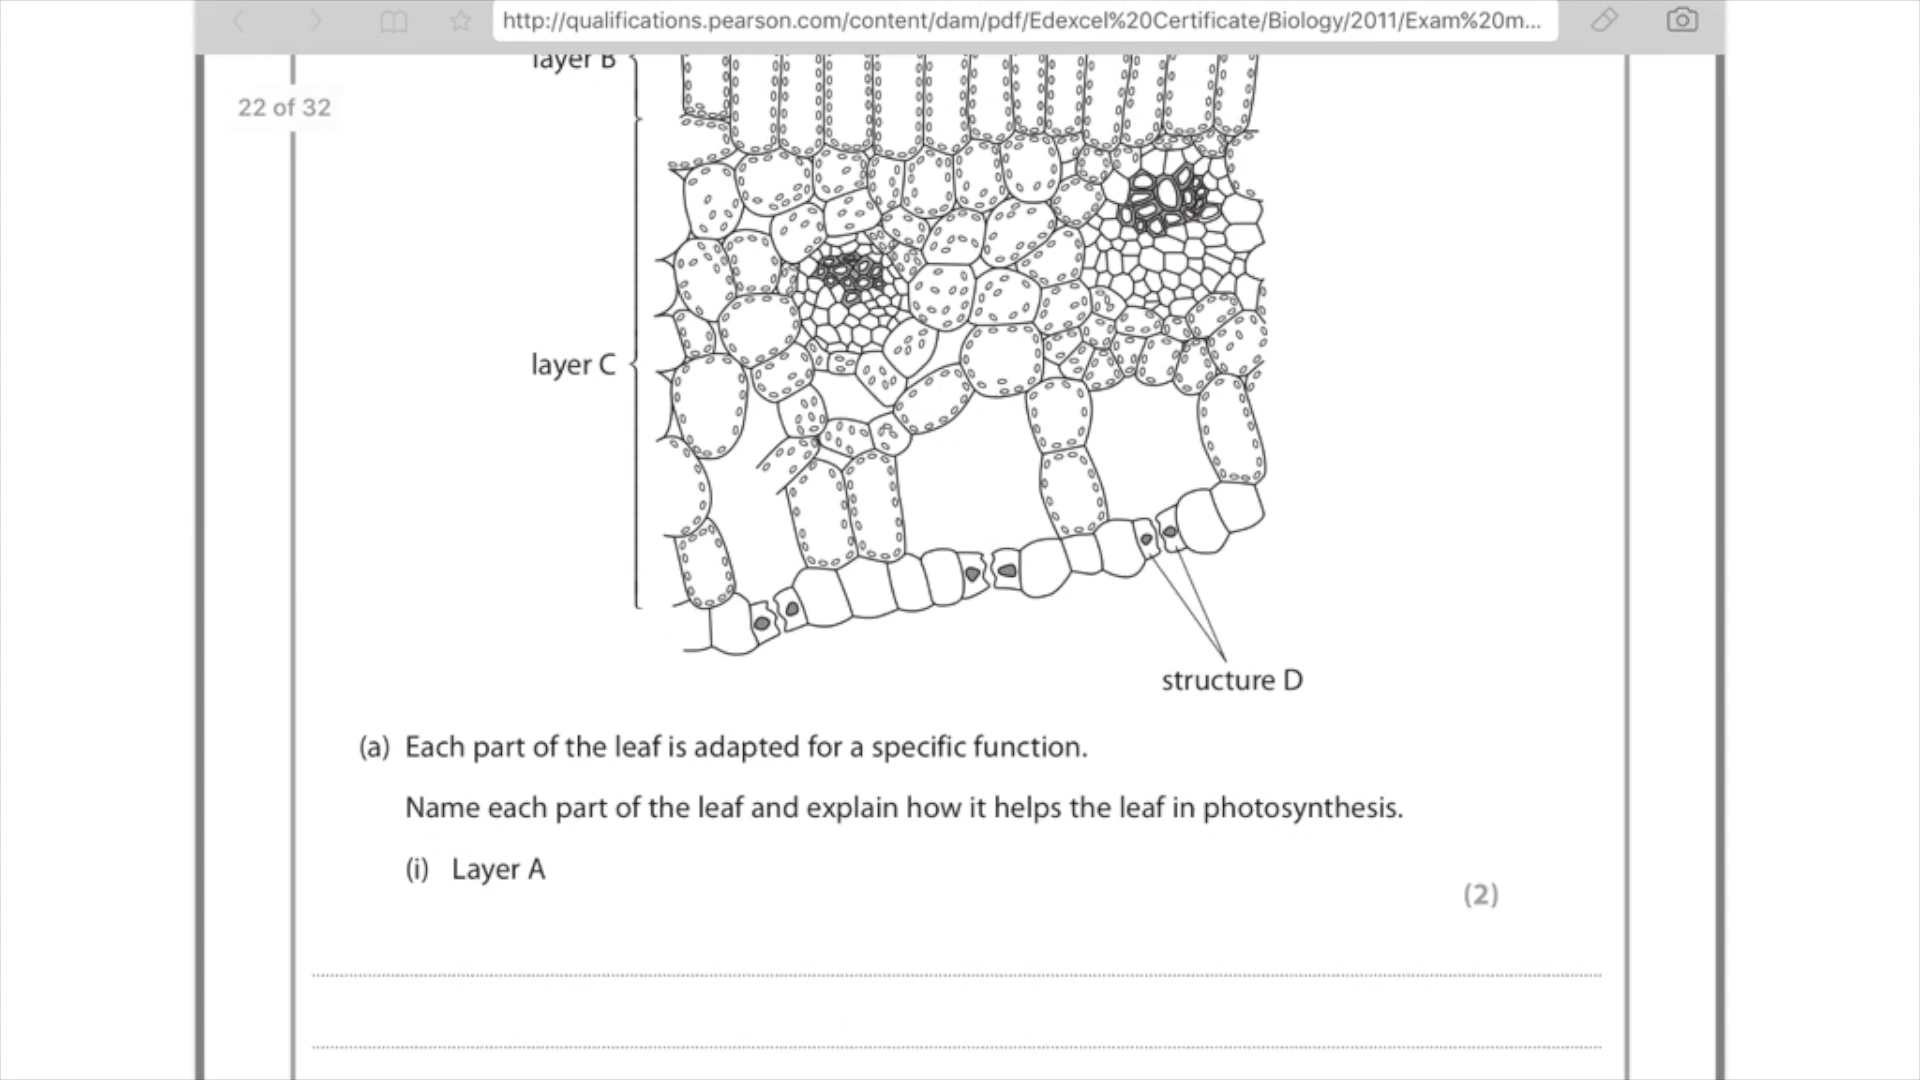 http://qualifications.pearson.com/content/dam/pdf/Edexcel%20Certificate/Biology/2011/Exam%20m...
layer B
22 of 32
layer C
structure D
(a) Each part of the leaf is adapted for a specific function.
Name each part of the leaf and explain how it helps the leaf in photosynthesis.
(i) Layer A
(2)